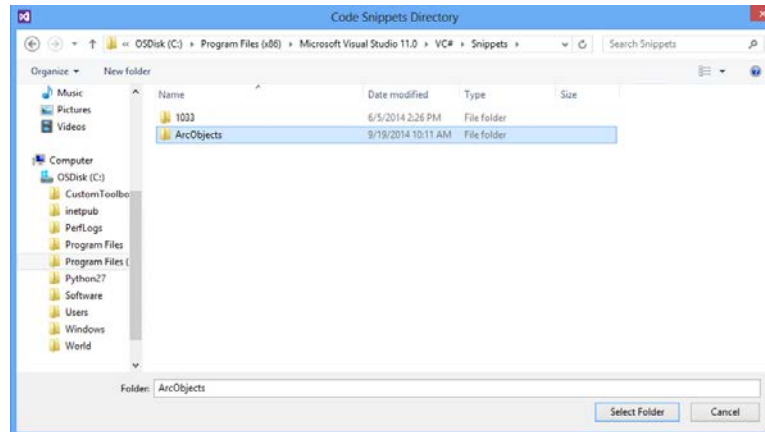 Code Snippets Directory
« OSDisk (C:) › Program Files (x86) › Microsoft Visual Studio 11.0 › VC# › Snippets ›
Search Snippets
Organize
New folder
Name
Date modified
Type
Size
1033
6/5/2014 2:26 PM
File folder
ArcObjects
9/19/2014 10:11 AM
File folder
Music
Pictures
Videos
Computer
OSDisk (C:)
CustomToolbo
inetpub
PerfLogs
Program Files
Program Files (
Python27
Software
Users
Windows
World
Folder: ArcObjects
Select Folder
Cancel